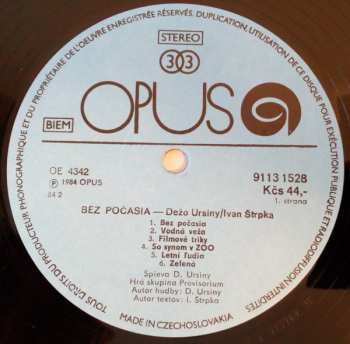 TOUS DROITS DU PRODUCTEUR PHONOGRAPHIQUE ET DU PROPRIÉTAIRE DE L'OEUVRE ENREGISTRÉE RÉSERVÉS. DUPLICATION, UTILISATION DE CE DISQUE POUR EXÉCUTION PUBLIQUE ET RADIODIFFUSION INTERDITES
STEREO
33
BIEM
OPUS
OE 4342
Ⓟ 1984 OPUS
84 2
9113 1528
Kčs 44,-
1. strana
BEZ POČASIA — Dežo Ursiny/Ivan Štrpka
1. Bez počasia
2. Vodná veža
3. Filmové triky
4. So synom v ZOO
5. Letní ľudia
6. Zelená
Spieva D. Ursiny
Hrá skupina Provisorium
Autor hudby: D. Ursiny
Autor textov: I. Štrpka
MADE IN CZECHOSLOVAKIA